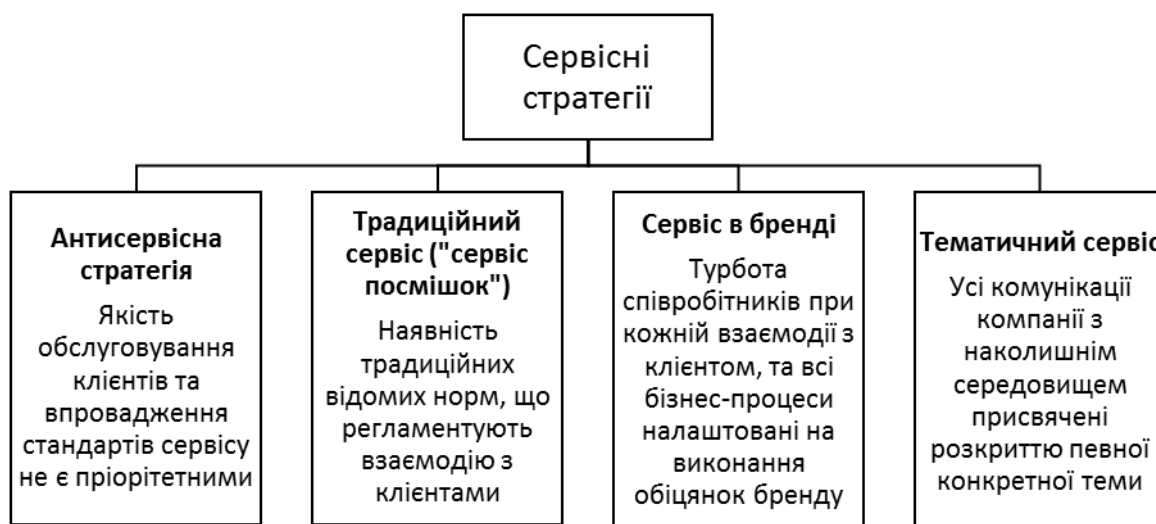 Сервісні
стратегії
Антисервісна
стратегія
Якість
обслуговування
клієнтів та
впровадження
стандартів сервісу
не є пріорітетними
Традиційний
сервіс ("сервіс
посмішок")
Наявність
традиційних
відомих норм, що
регламентують
взаємодію з
клієнтами
Сервіс в бренді
Турбота
співробітників при
кожній взаємодії з
клієнтом, та всі
бізнес-процеси
налаштовані на
виконання
обіцянок бренду
Тематичний сервіс
Усі комунікації
компанії з
наколишнім
середовищем
присвячені
розкриттю певної
конкретної теми